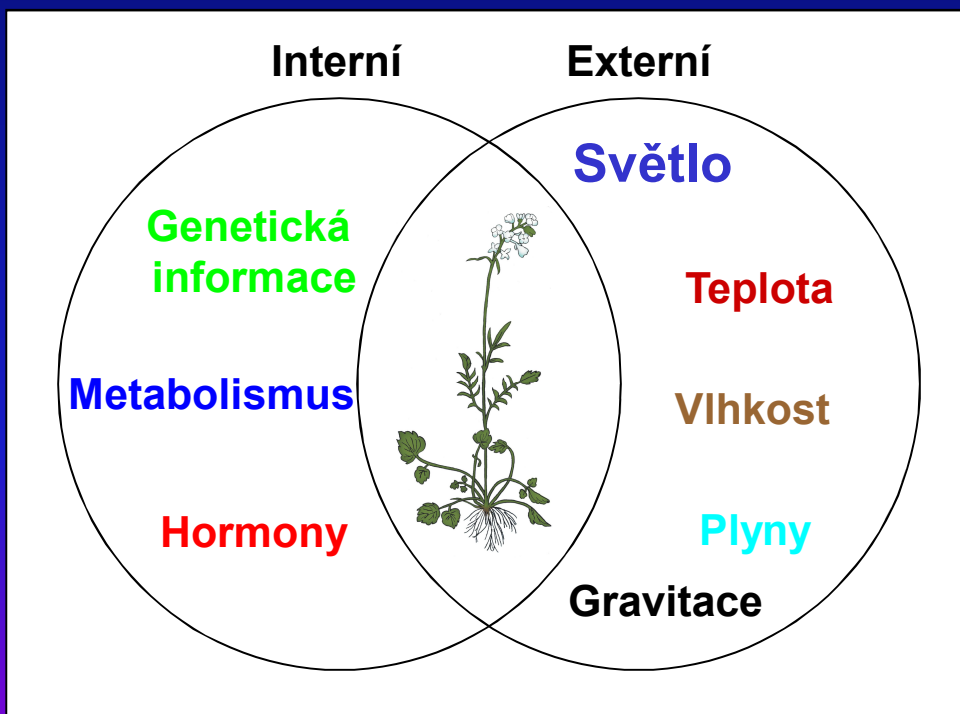 Interní
Externí
Světlo
Genetická
informace
Teplota
Metabolismus
Vlhkost
Hormony
Plyny
Gravitace